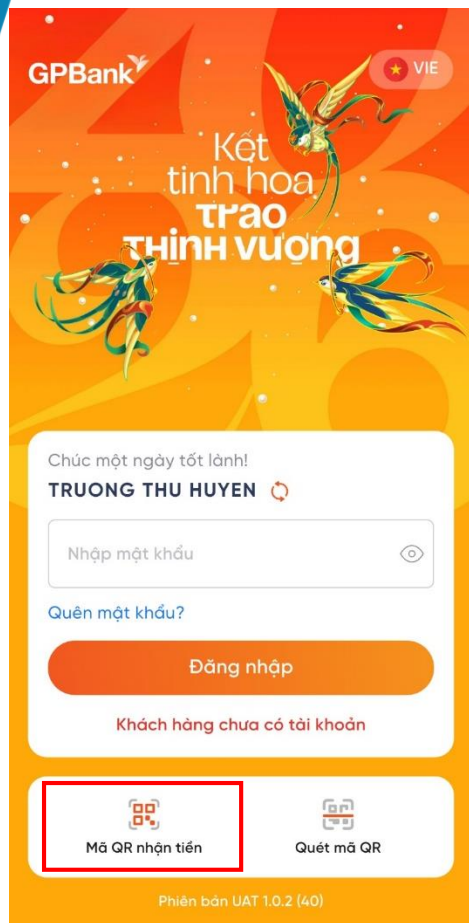 GPBank
VIE
Kết
tinh hoa
Trao
THỊNH VƯỢNG
Chúc một ngày tốt lành!
TRUONG THU HUYEN
Nhập mật khẩu
Quên mật khẩu?
Đăng nhập
Khách hàng chưa có tài khoản
Mã QR nhận tiền
Quét mã QR
Phiên bản UAT 1.0.2 (40)